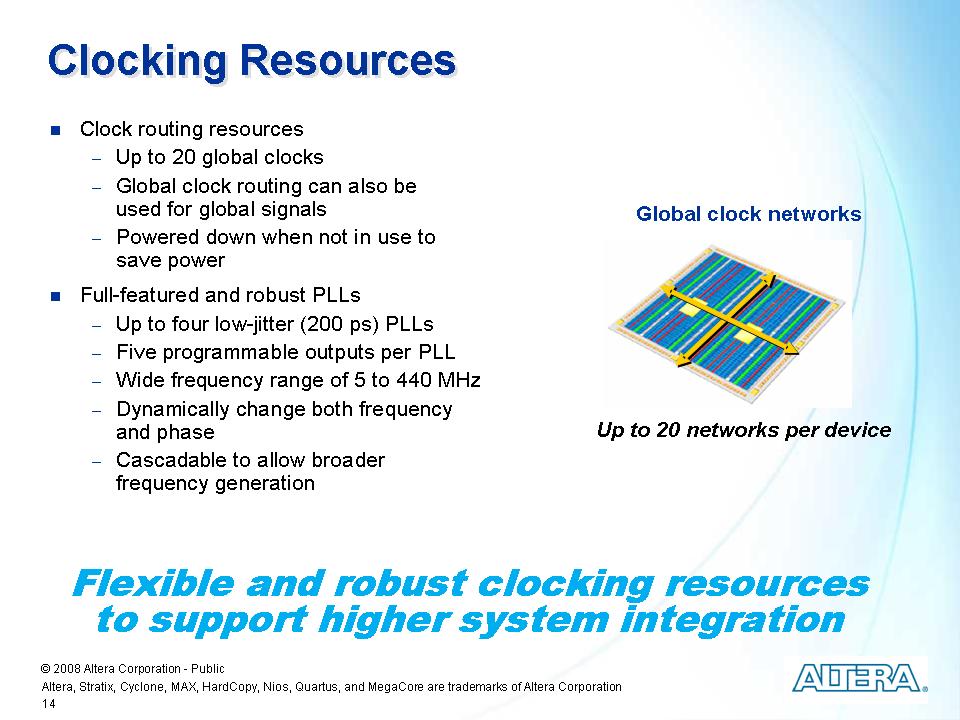 Clocking Resources
Clock routing resources
– Up to 20 global clocks
– Global clock routing can also be
used for global signals
– Powered down when not in use to
save power
Full-featured and robust PLLs
– Up to four low-jitter (200 ps) PLLs
– Five programmable outputs per PLL
– Wide frequency range of 5 to 440 MHz
– Dynamically change both frequency
and phase
– Cascadable to allow broader
frequency generation
Global clock networks
Up to 20 networks per device
Flexible and robust clocking resources
to support higher system integration
© 2008 Altera Corporation - Public
Altera, Stratix, Cyclone, MAX, HardCopy, Nios, Quartus, and MegaCore are trademarks of Altera Corporation
14
ALTERA®